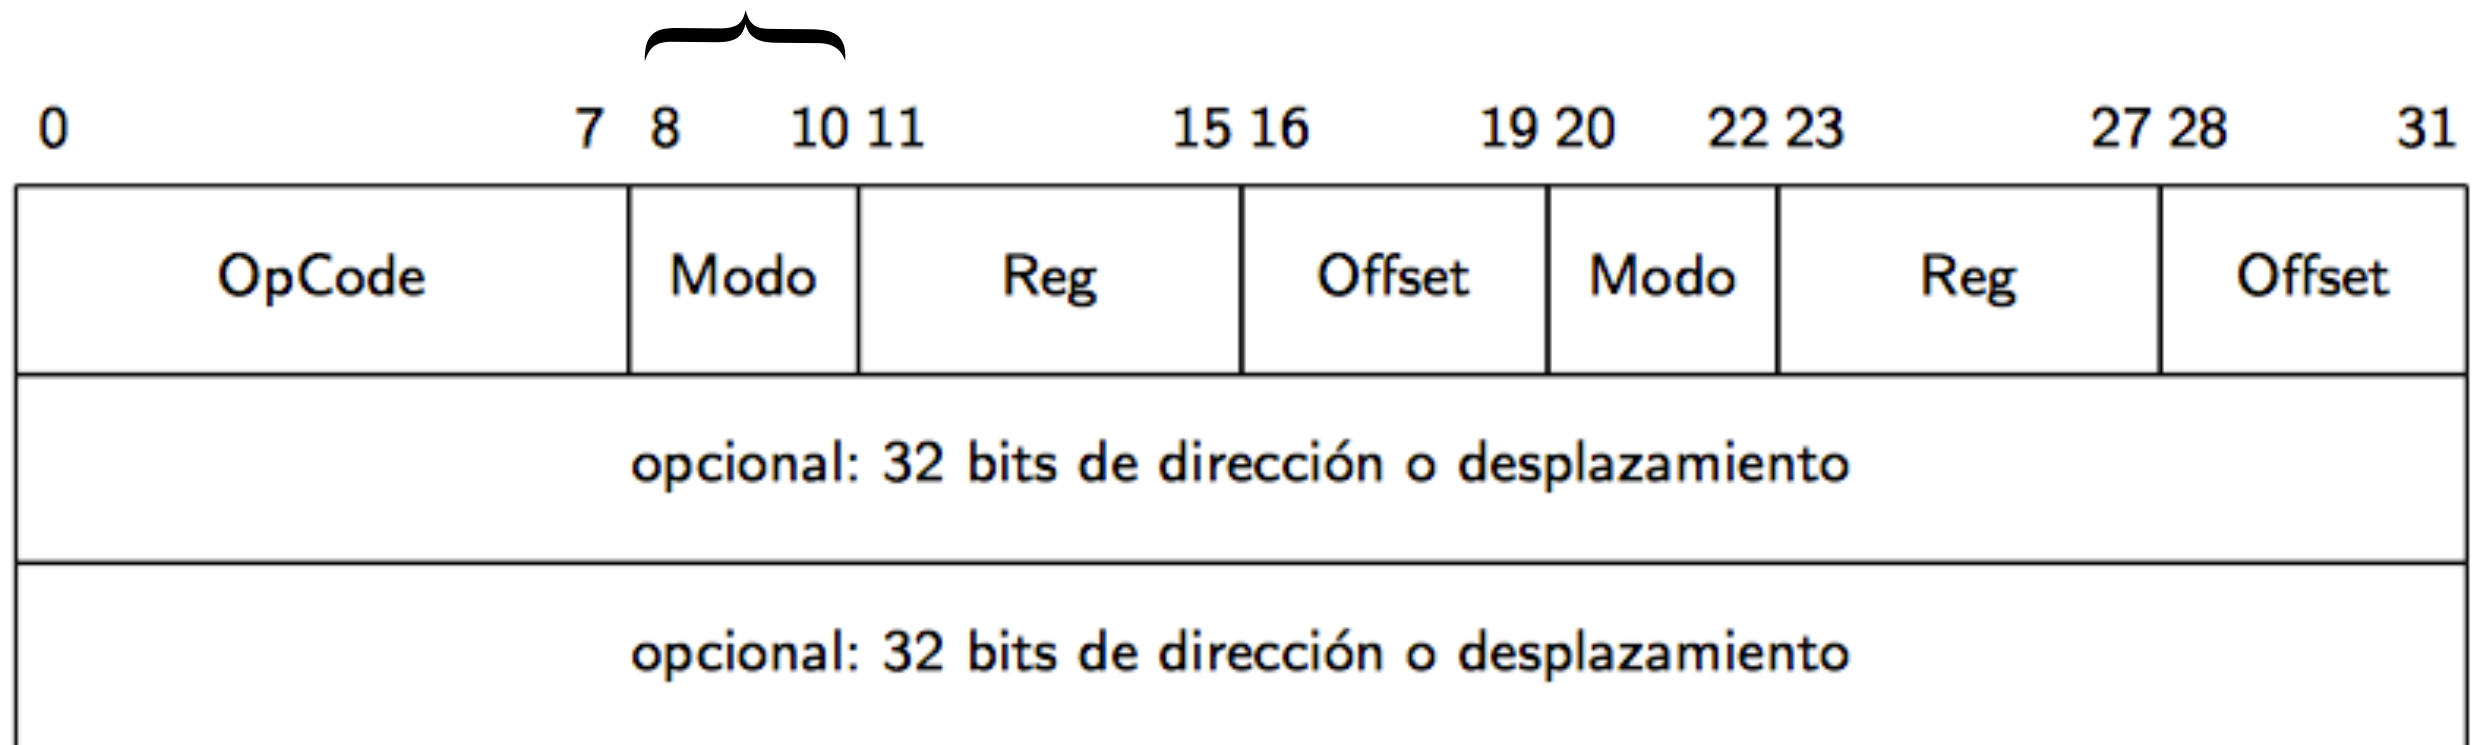 0 7 8 10 11 15 16 19 20 22 23 27 28 31
OpCode Modo Reg Offset Modo Reg Offset
opcional: 32 bits de dirección o desplazamiento
opcional: 32 bits de dirección o desplazamiento